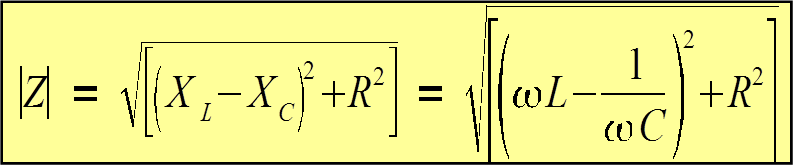 |Z| = √[(X_L − X_C)² + R²] = √[(ωL − 1/ωC)² + R²]